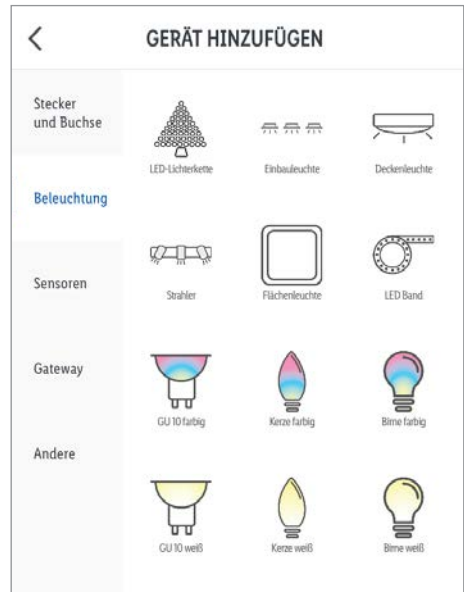 GERÄT HINZUFÜGEN
Stecker
und Buchse
Beleuchtung
Sensoren
Gateway
Andere
LED-Lichterkette
Einbauleuchte
Deckenleuchte
Strahler
Flächenleuchte
LED Band
GU 10 farbig
Kerze farbig
Birne farbig
GU 10 weiß
Kerze weiß
Birne weiß